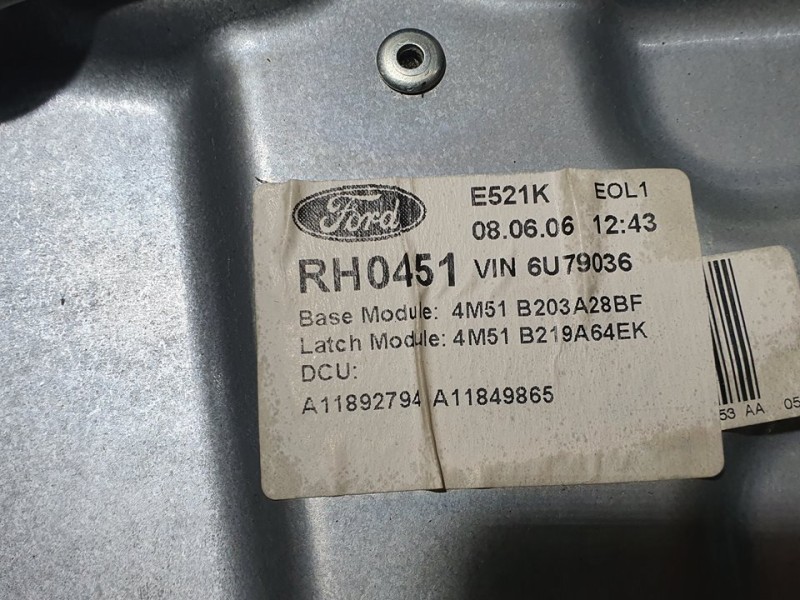 Ford
E521K EOL1
08.06.06 12:43
RH0451 VIN 6U79036
Base Module: 4M51 B203A28BF
Latch Module: 4M51 B219A64EK
DCU:
A11892794 A11849865
53 AA 05